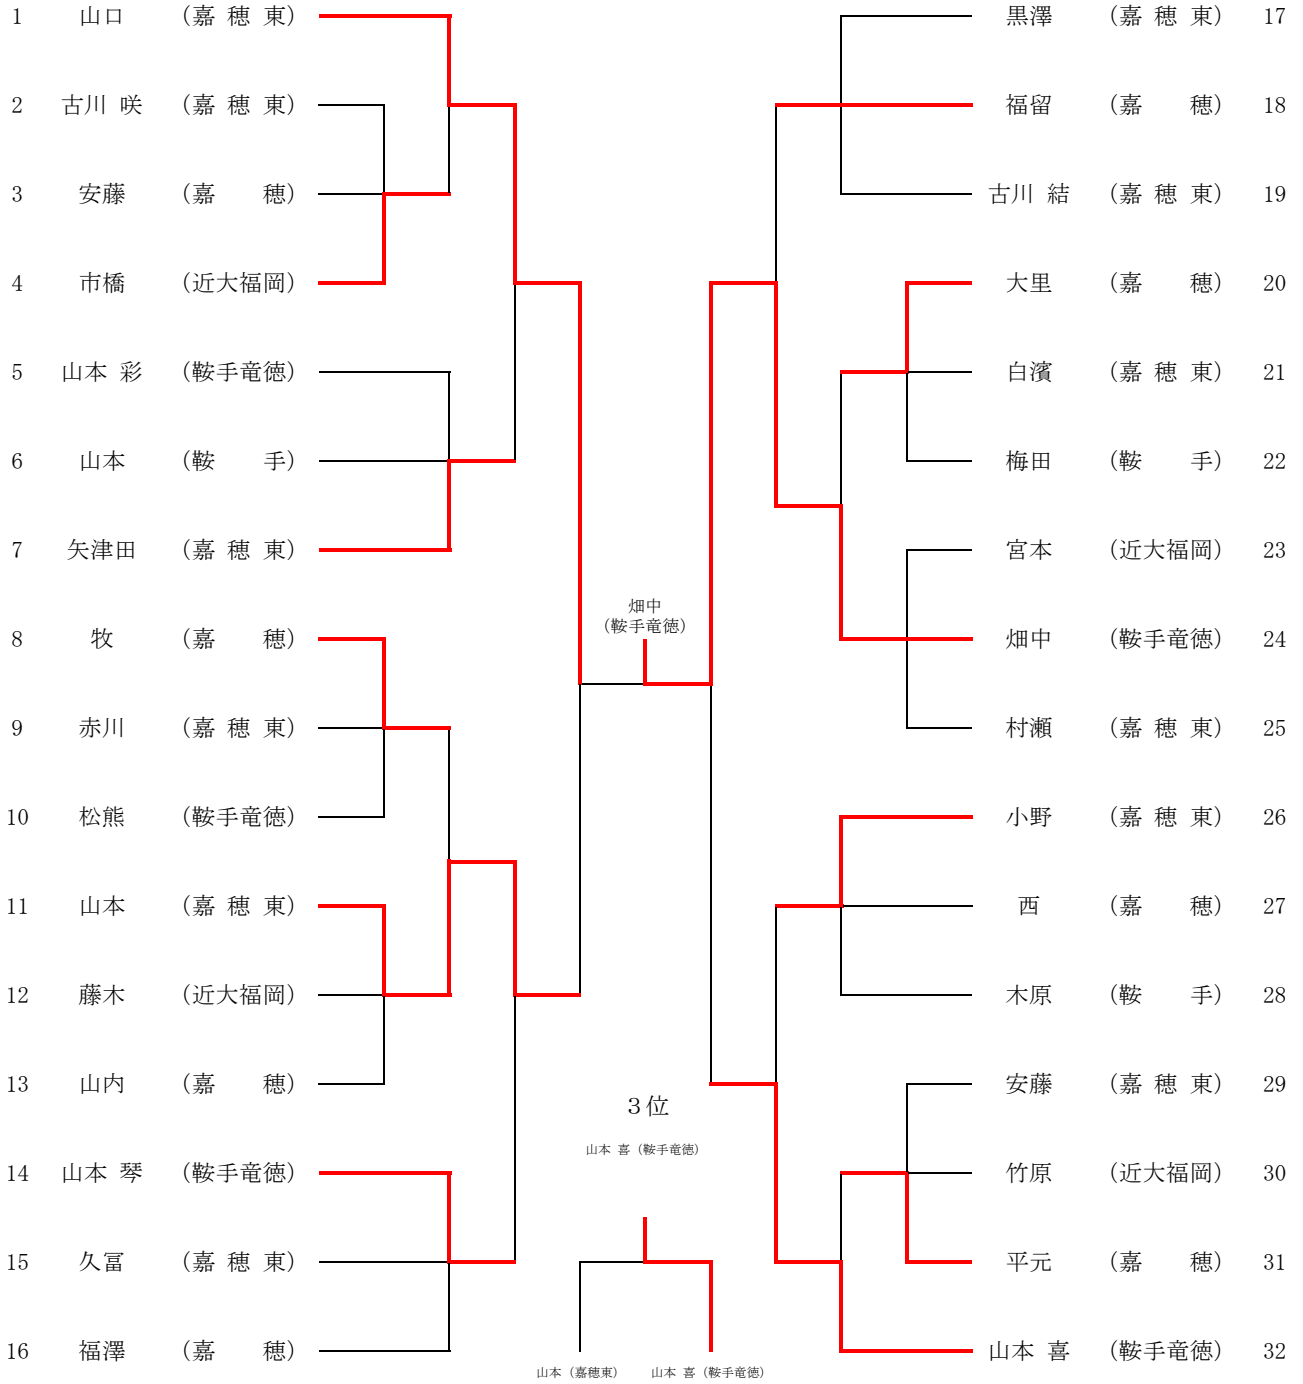 1 山口 (嘉 穂 東)
2 古川 咲 (嘉 穂 東)
3 安藤 (嘉 穂)
4 市橋 (近大福岡)
5 山本 彩 (鞍手竜徳)
6 山本 (鞍 手)
7 矢津田 (嘉 穂 東)
8 牧 (嘉 穂)
9 赤川 (嘉 穂 東)
10 松熊 (鞍手竜徳)
11 山本 (嘉 穂 東)
12 藤木 (近大福岡)
13 山内 (嘉 穂)
14 山本 琴 (鞍手竜徳)
15 久冨 (嘉 穂 東)
16 福澤 (嘉 穂)
畑中
(鞍手竜徳)
3位
山本 喜 (鞍手竜徳)
山本 (嘉穂東) 山本 喜 (鞍手竜徳)
黒澤 (嘉 穂 東) 17
福留 (嘉 穂) 18
古川 結 (嘉 穂 東) 19
大里 (嘉 穂) 20
白濱 (嘉 穂 東) 21
梅田 (鞍 手) 22
宮本 (近大福岡) 23
畑中 (鞍手竜徳) 24
村瀬 (嘉 穂 東) 25
小野 (嘉 穂 東) 26
西 (嘉 穂) 27
木原 (鞍 手) 28
安藤 (嘉 穂 東) 29
竹原 (近大福岡) 30
平元 (嘉 穂) 31
山本 喜 (鞍手竜徳) 32